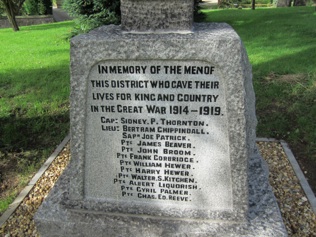 IN MEMORY OF THE MEN OF
THIS DISTRICT WHO GAVE THEIR
LIVES FOR KING AND COUNTRY
IN THE GREAT WAR 1914-1919.
CAPT: SIDNEY. P. THORNTON.
LIEUT: BERTRAM CHIPPINDALL.
SAPR JOE PATRICK.
PTE JAMES BEAVER.
PTE JOHN BROOM.
PTE FRANK CORBRIDGE.
PTE WILLIAM HEWER.
PTE HARRY HEWER.
PTE WALTER. S. KITCHEN.
PTE ALBERT LIQUORISH.
PTE CYRIL PALMER.
PTE CHAS. ED. REEVE.